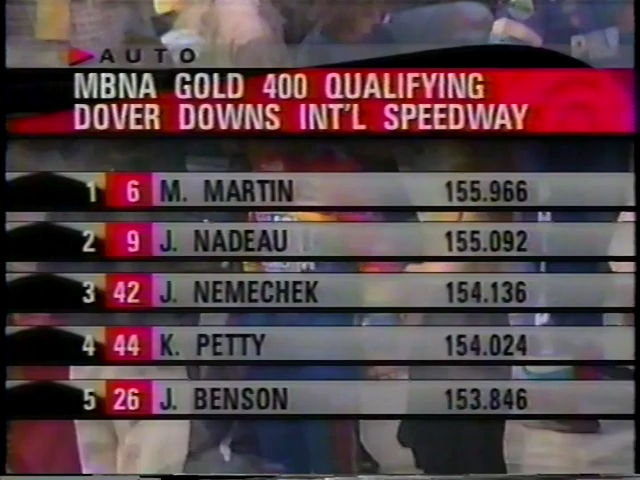 AUTO
MBNA GOLD 400 QUALIFYING
DOVER DOWNS INT'L SPEEDWAY
1 6 M. MARTIN 155.966
2 9 J. NADEAU 155.092
3 42 J. NEMECHEK 154.136
4 44 K. PETTY 154.024
5 26 J. BENSON 153.846